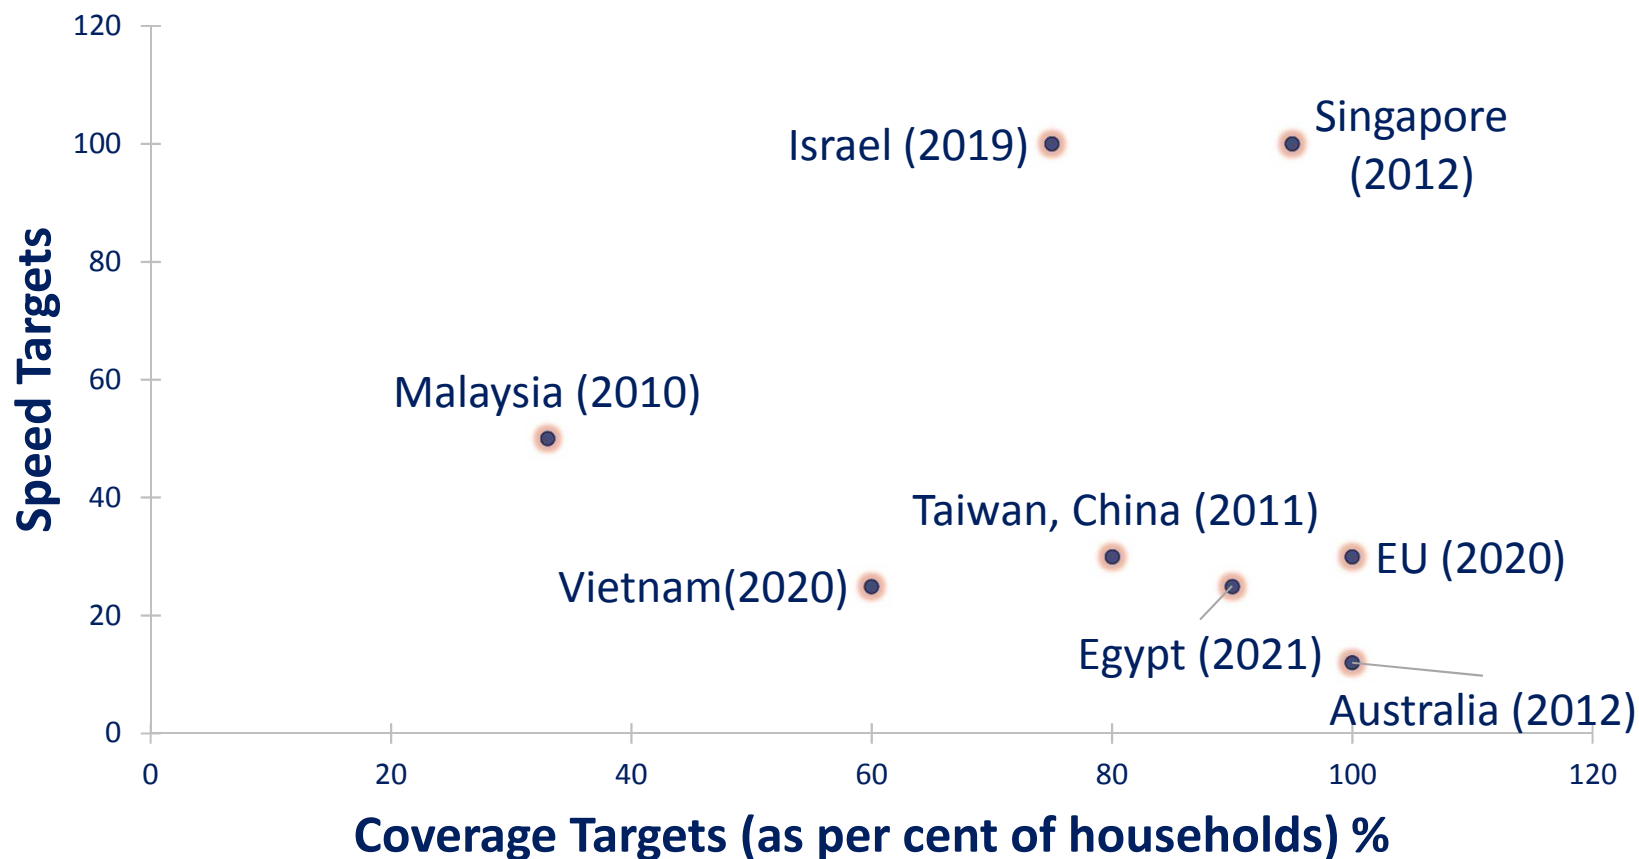 120
100
80
60
40
20
0
Speed Targets
Israel (2019)
Singapore
(2012)
Malaysia (2010)
Taiwan, China (2011)
EU (2020)
Vietnam(2020)
Egypt (2021)
Australia (2012)
0 20 40 60 80 100 120
Coverage Targets (as per cent of households) %